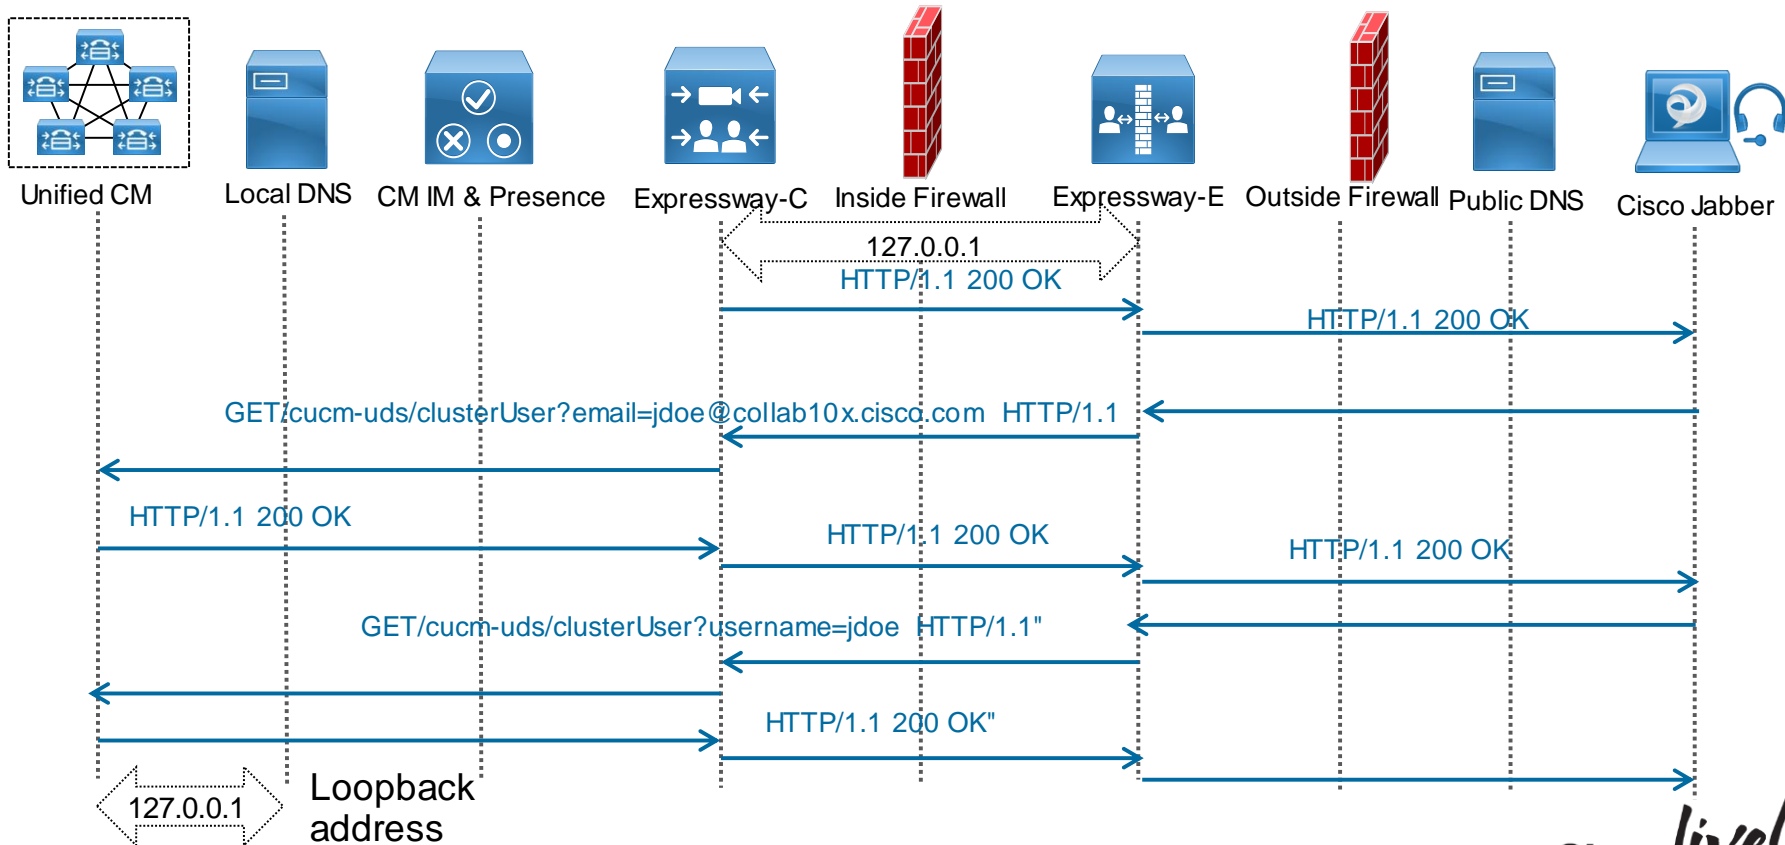 Unified CM
Local DNS
CM IM & Presence
Expressway-C
Inside Firewall
Expressway-E
Outside Firewall
Public DNS
Cisco Jabber
127.0.0.1
HTTP/1.1 200 OK
HTTP/1.1 200 OK
GET/cucm-uds/clusterUser?email=jdoe@collab10x.cisco.com HTTP/1.1
HTTP/1.1 200 OK
HTTP/1.1 200 OK
HTTP/1.1 200 OK
GET/cucm-uds/clusterUser?username=jdoe HTTP/1.1"
HTTP/1.1 200 OK"
127.0.0.1
Loopback
address